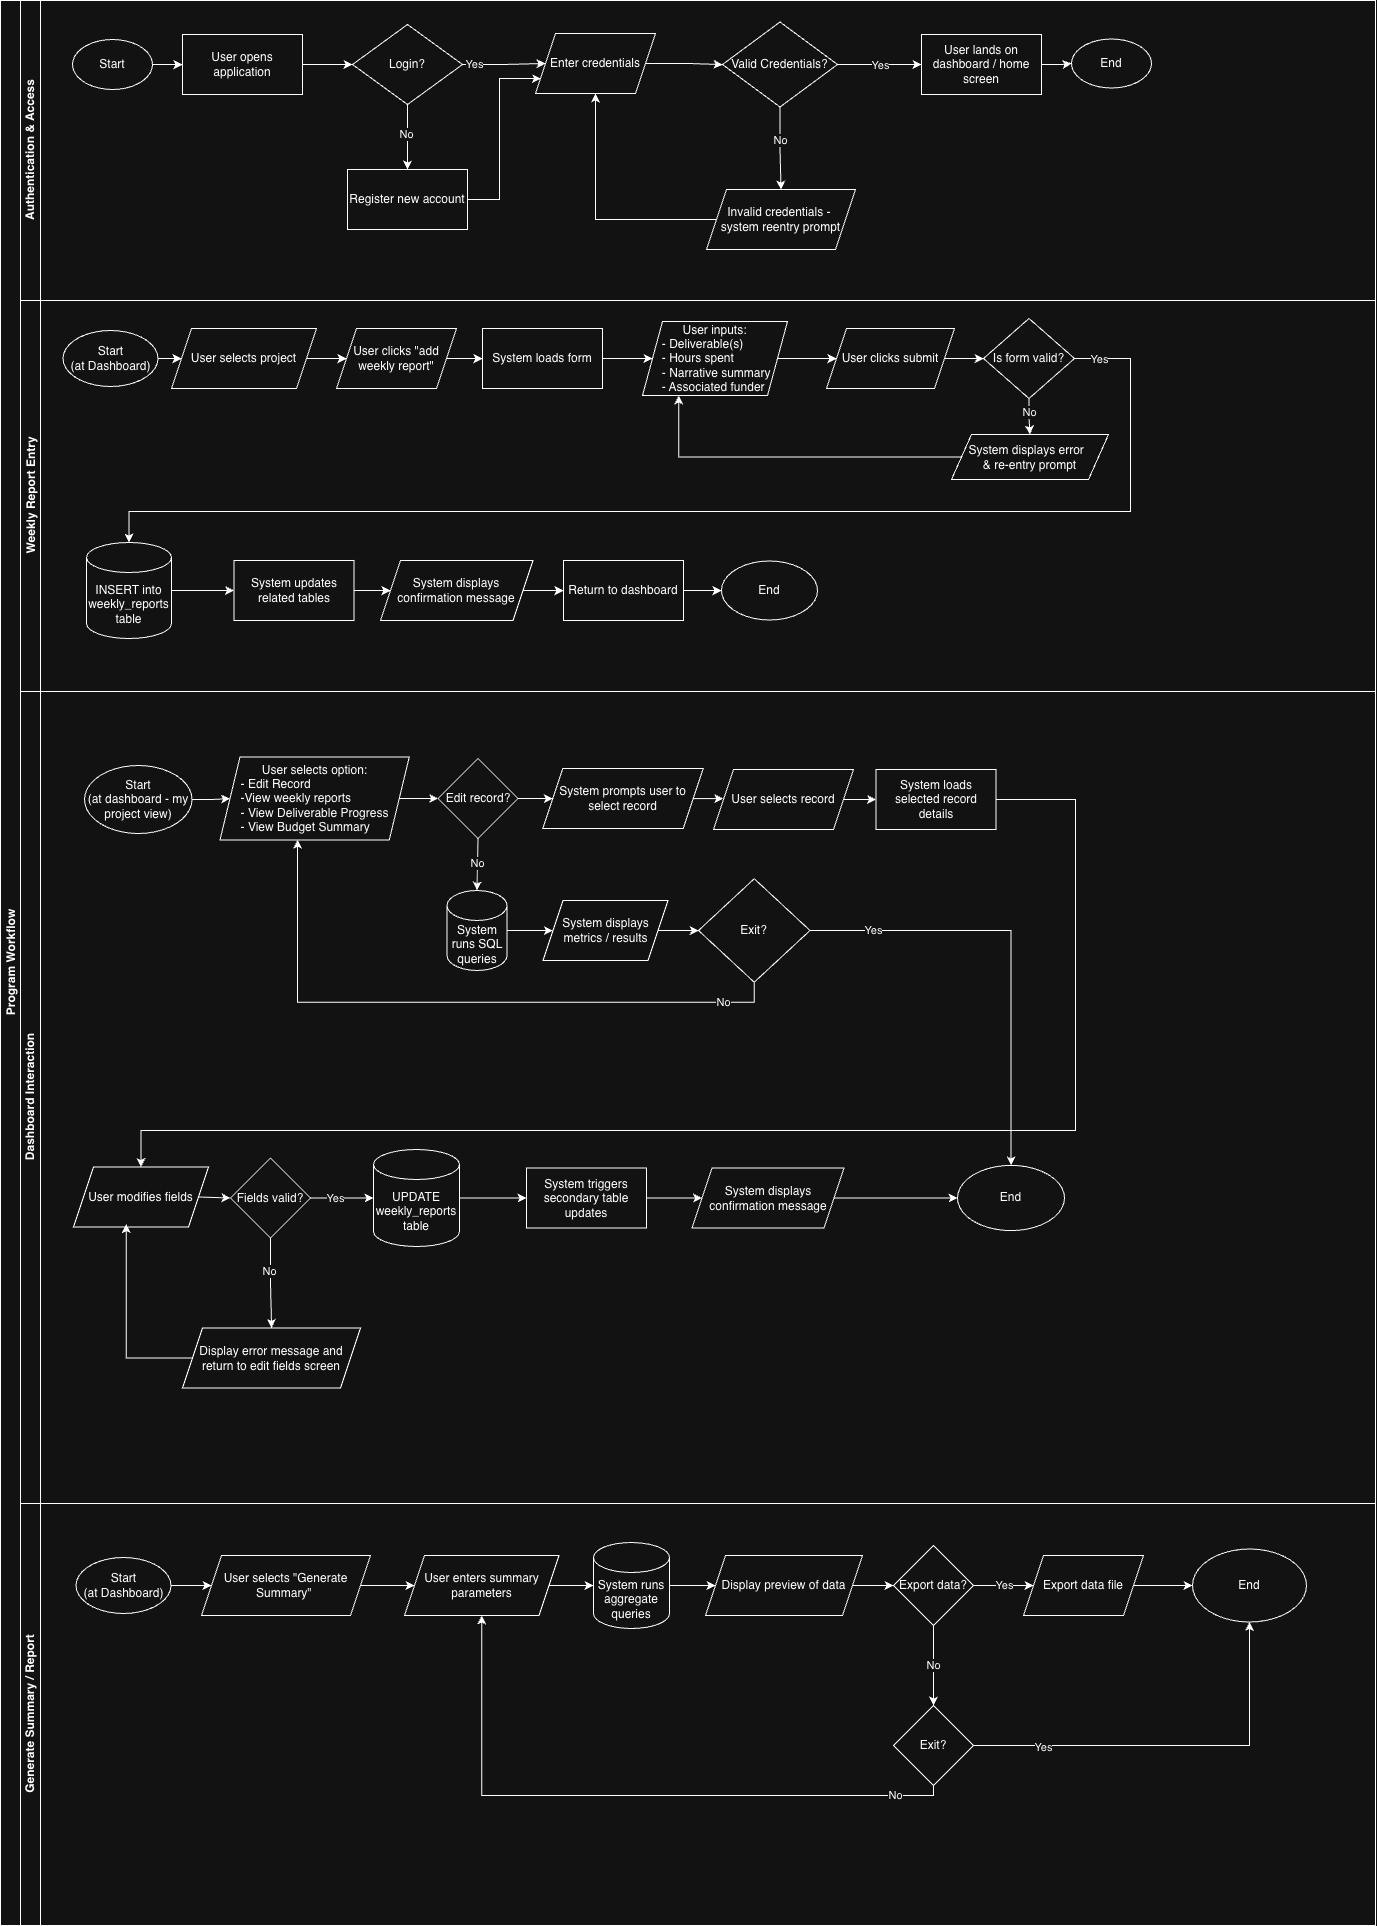 Program Workflow
Authentication & Access
Start
User opens
application
Login?
Yes
No
Register new account
Enter credentials
Valid Credentials?
Yes
No
Invalid credentials -
system reentry prompt
User lands on
dashboard / home
screen
End
Weekly Report Entry
Start
(at Dashboard)
User selects project
User clicks "add
weekly report"
System loads form
User inputs:
- Deliverable(s)
- Hours spent
- Narrative summary
- Associated funder
User clicks submit
Is form valid?
Yes
No
System displays error
& re-entry prompt
INSERT into
weekly_reports
table
System updates
related tables
System displays
confirmation message
Return to dashboard
End
Dashboard Interaction
Start
(at dashboard - my
project view)
User selects option:
- Edit Record
-View weekly reports
- View Deliverable Progress
- View Budget Summary
Edit record?
No
System prompts user to
select record
User selects record
System loads
selected record
details
System
runs SQL
queries
System displays
metrics / results
Exit?
Yes
No
User modifies fields
Fields valid?
Yes
No
UPDATE
weekly_reports
table
System triggers
secondary table
updates
System displays
confirmation message
End
Display error message and
return to edit fields screen
Generate Summary / Report
Start
(at Dashboard)
User selects "Generate
Summary"
User enters summary
parameters
System runs
aggregate
queries
Display preview of data
Export data?
Yes
No
Export data file
End
Exit?
Yes
No